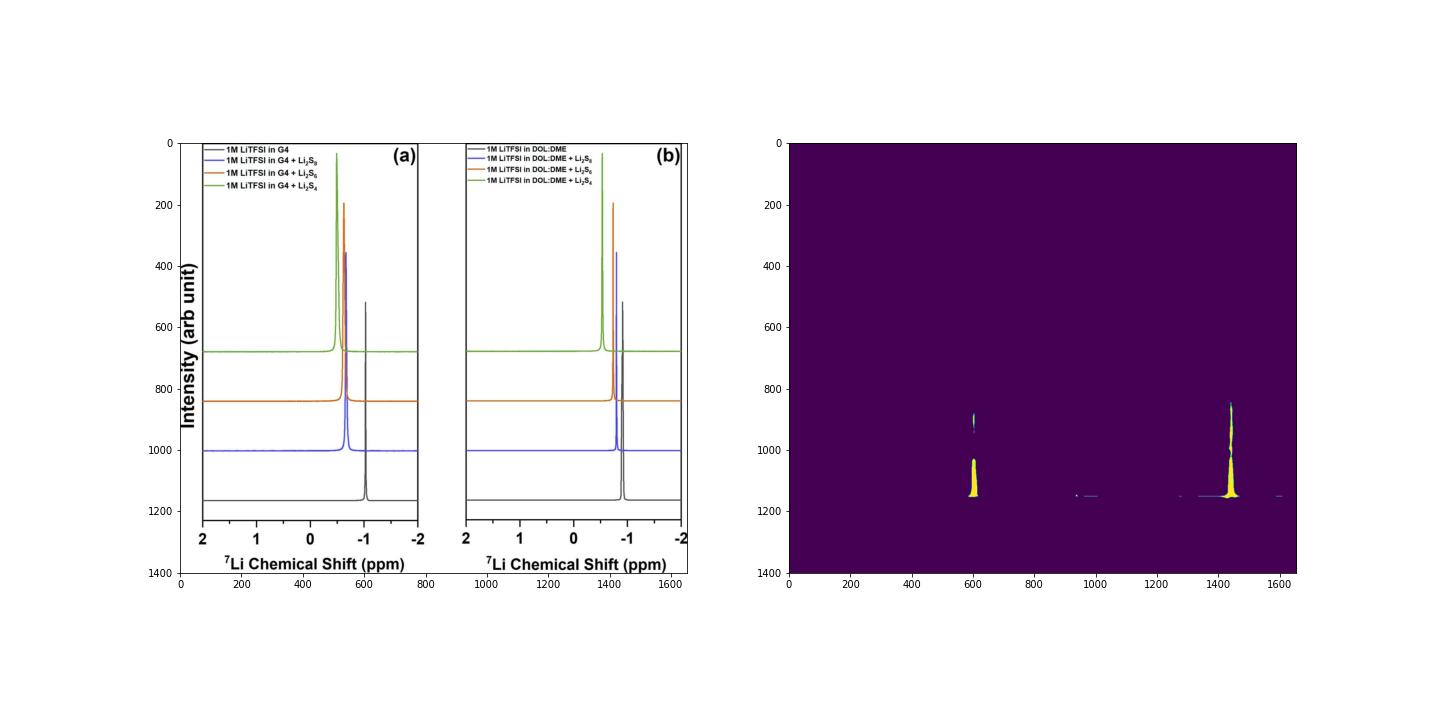 1M LiTFSI in G4
1M LiTFSI in G4 + Li₂S₈
1M LiTFSI in G4 + Li₂S₆
1M LiTFSI in G4 + Li₂S₄
(a)
1M LiTFSI in DOL:DME
1M LiTFSI in DOL:DME + Li₂S₈
1M LiTFSI in DOL:DME + Li₂S₆
1M LiTFSI in DOL:DME + Li₂S₄
(b)
Intensity (arb unit)
2 1 0 -1 -2
⁷Li Chemical Shift (ppm)
2 1 0 -1 -2
⁷Li Chemical Shift (ppm)
0
200
400
600
800
1000
1200
1400
0 200 400 600 800 1000 1200 1400 1600
0
200
400
600
800
1000
1200
1400
0 200 400 600 800 1000 1200 1400 1600